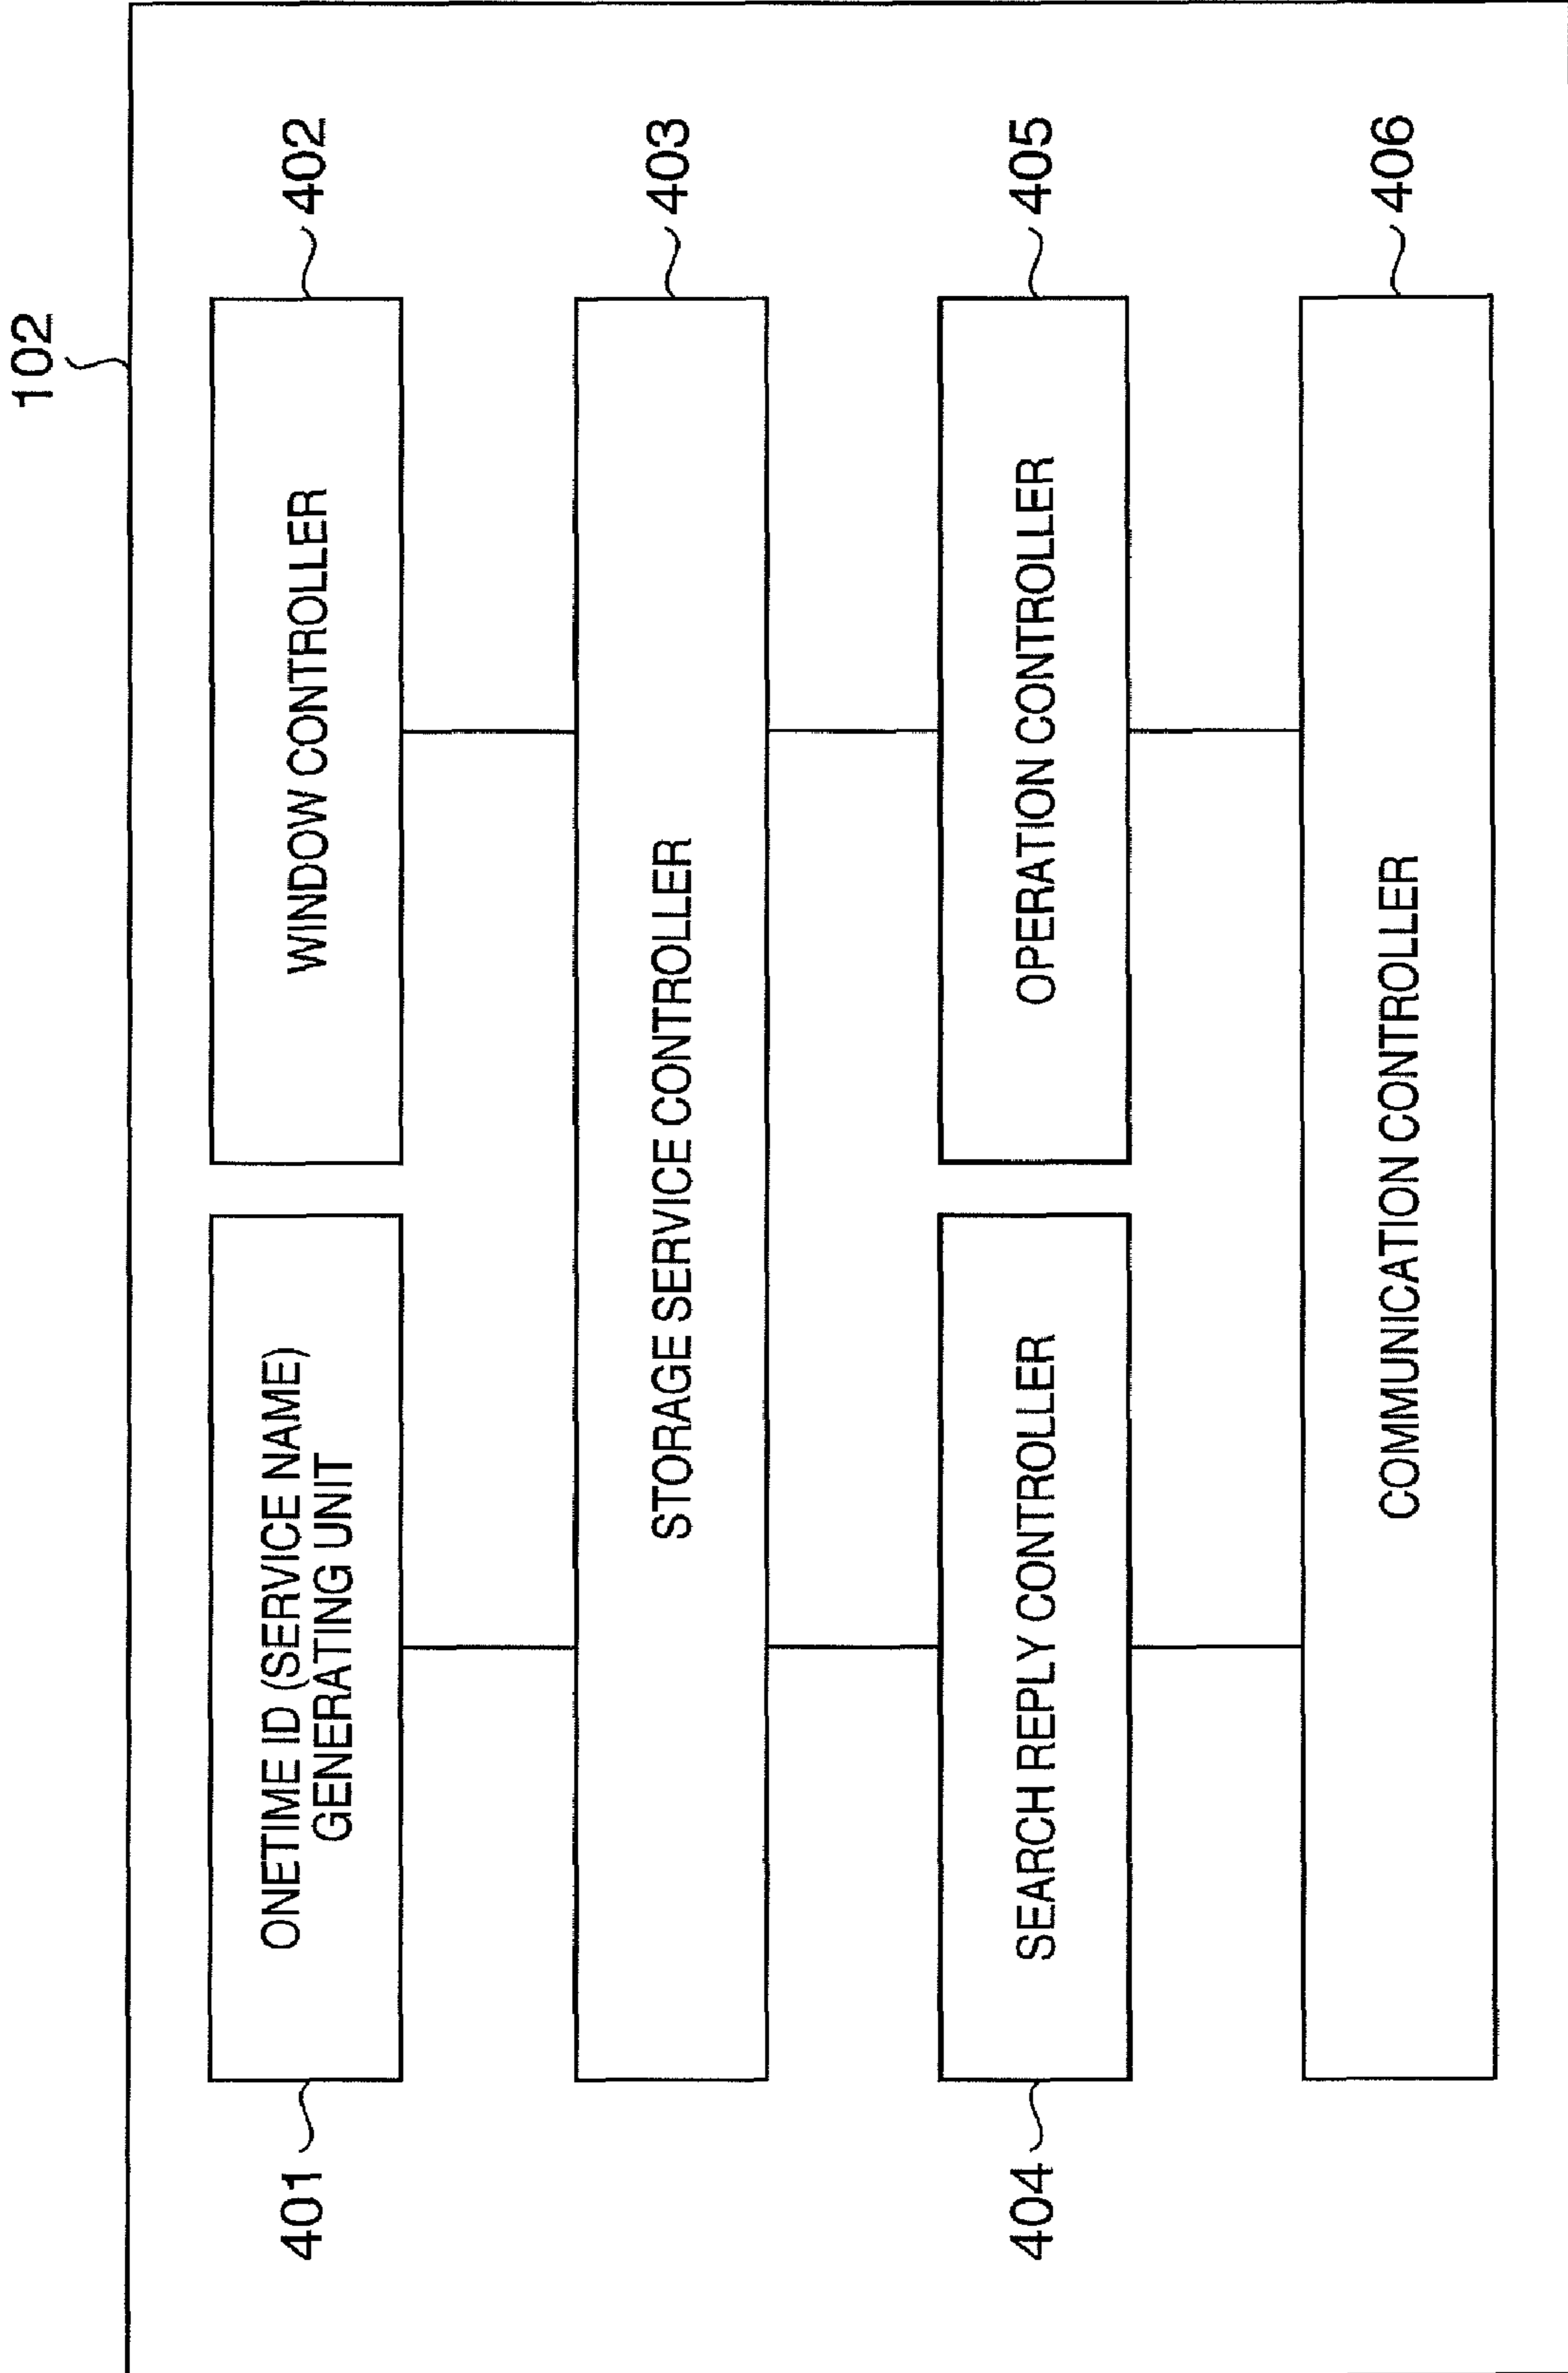 102
401
ONETIME ID (SERVICE NAME)
GENERATING UNIT
WINDOW CONTROLLER
402
STORAGE SERVICE CONTROLLER
403
404
SEARCH REPLY CONTROLLER
OPERATION CONTROLLER
405
COMMUNICATION CONTROLLER
406